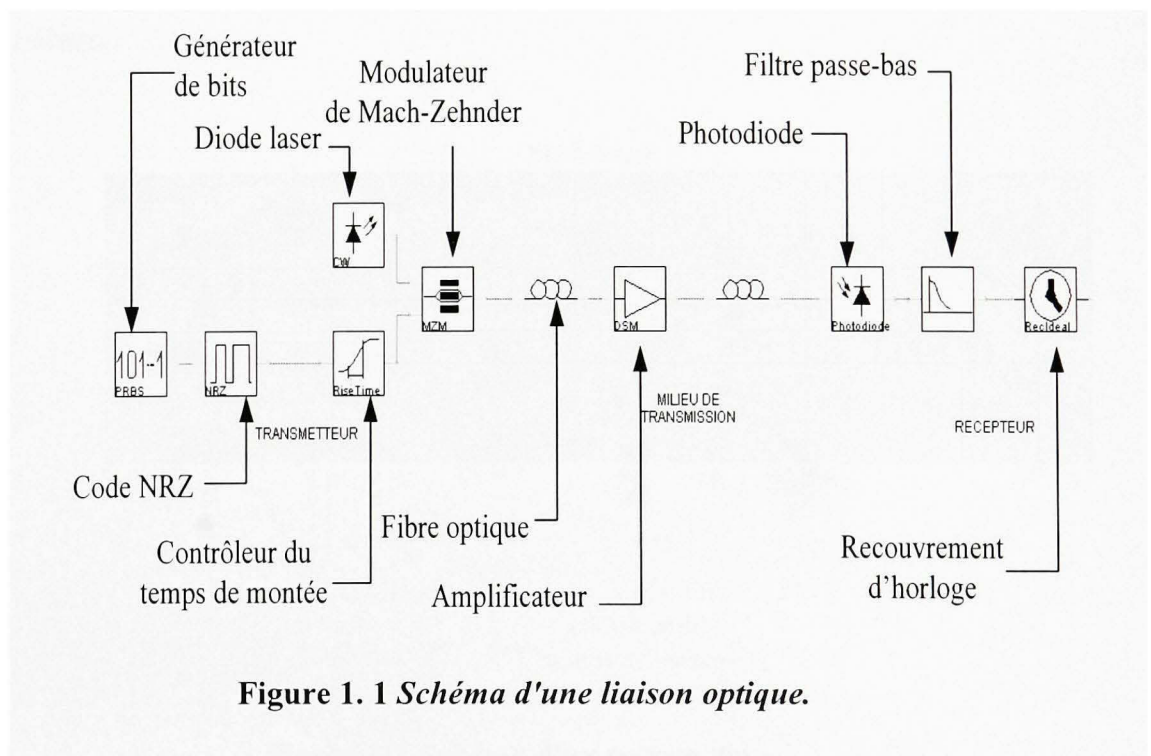 Générateur
de bits
Modulateur
de Mach-Zehnder
Filtre passe-bas
Diode laser
Photodiode
CW
MZM
DSM
Photodiode
RecIdeal
101-1
PRBS
NRZ
RiseTime
TRANSMETTEUR
MILIEU DE
TRANSMISSION
RECEPTEUR
Code NRZ
Fibre optique
Contrôleur du
temps de montée
Amplificateur
Recouvrement
d'horloge
Figure 1. 1 Schéma d'une liaison optique.